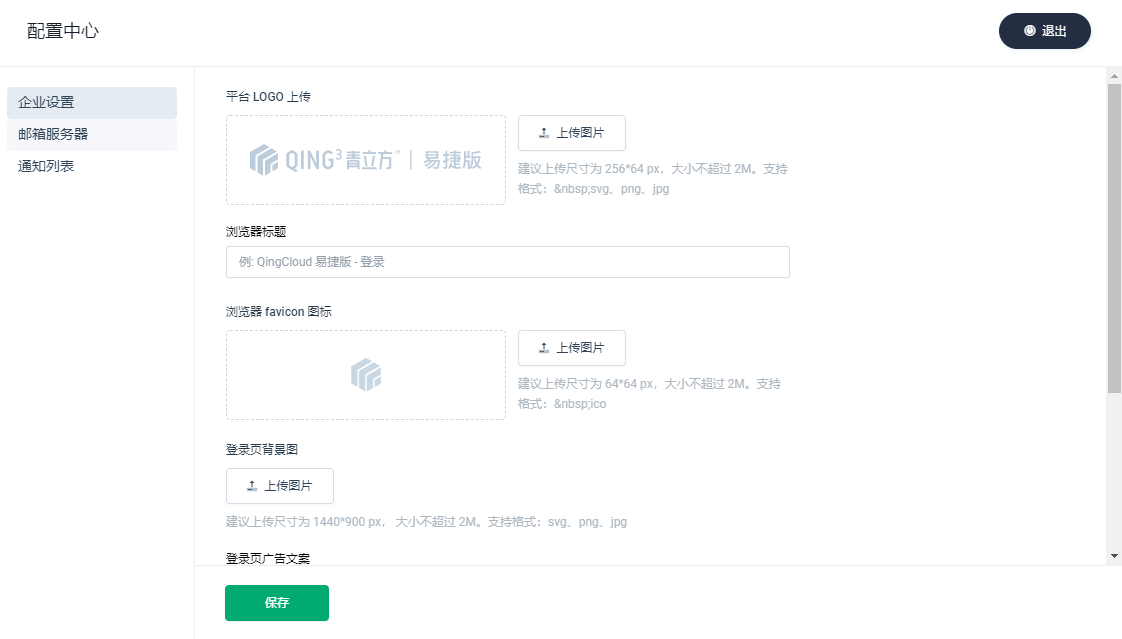 配置中心
退出
企业设置
邮箱服务器
通知列表
平台 LOGO 上传
QING³青立方™ | 易捷版
上传图片
建议上传尺寸为 256*64 px，大小不超过 2M。支持
格式：&nbsp;svg、png、jpg
浏览器标题
例: QingCloud 易捷版 - 登录
浏览器 favicon 图标
上传图片
建议上传尺寸为 64*64 px，大小不超过 2M。支持
格式：&nbsp;ico
登录页背景图
上传图片
建议上传尺寸为 1440*900 px， 大小不超过 2M。支持格式：svg、png、jpg
登录页广告文案
保存